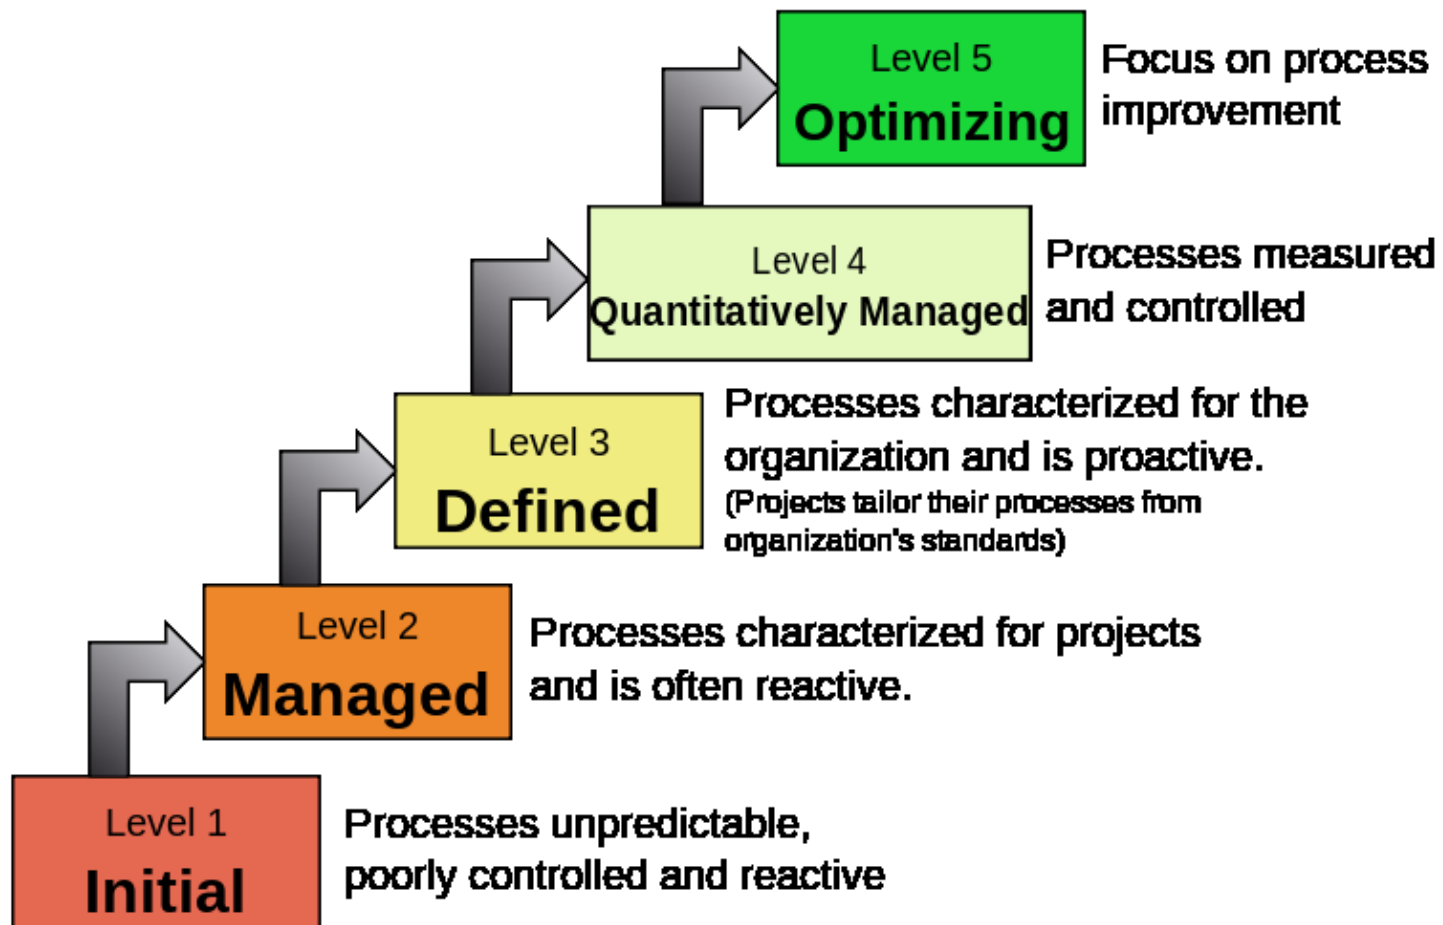 Level 5
Optimizing
Focus on process
improvement
Level 4
Quantitatively Managed
Processes measured
and controlled
Level 3
Defined
Processes characterized for the
organization and is proactive.
(Projects tailor their processes from
organization's standards)
Level 2
Managed
Processes characterized for projects
and is often reactive.
Level 1
Initial
Processes unpredictable,
poorly controlled and reactive